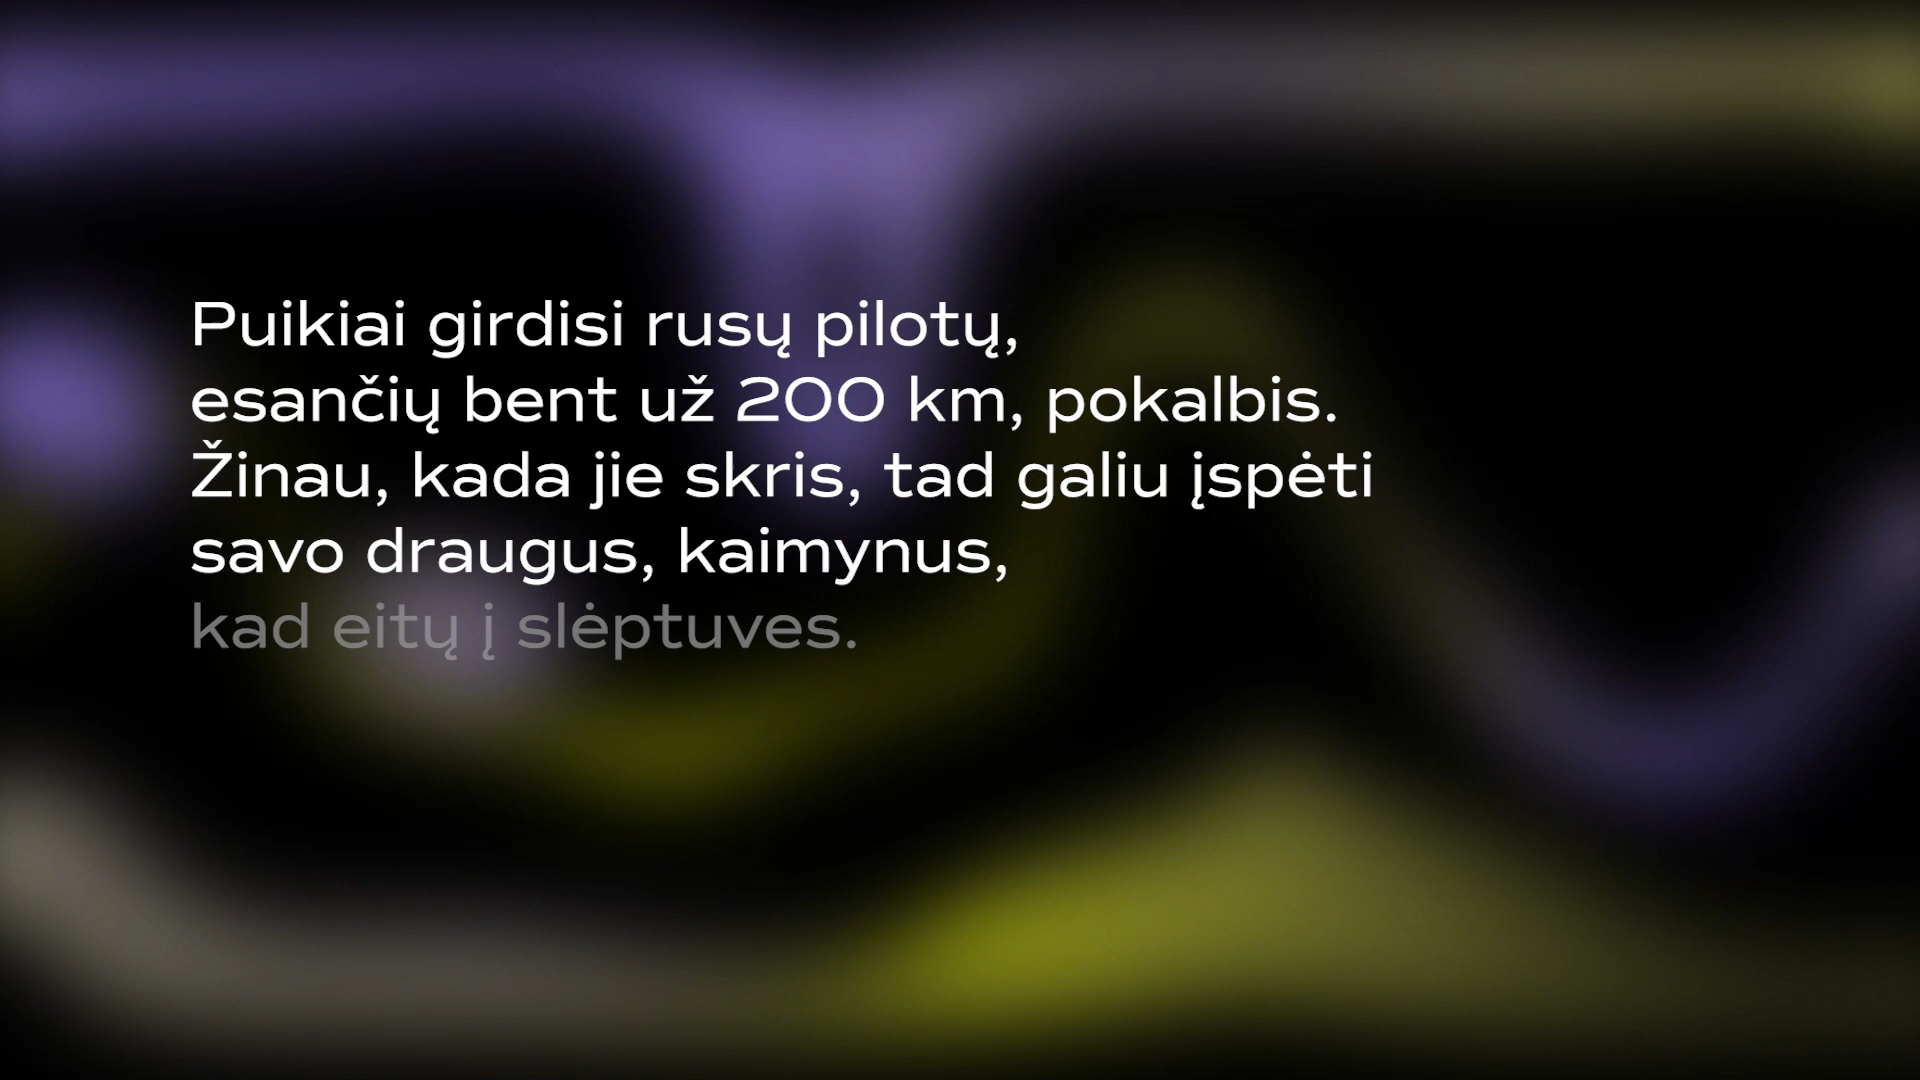 Puikiai girdisi rusų pilotų,
esančių bent už 200 km, pokalbis.
Žinau, kada jie skris, tad galiu įspėti
savo draugus, kaimynus,
kad eitų į slėptuves.